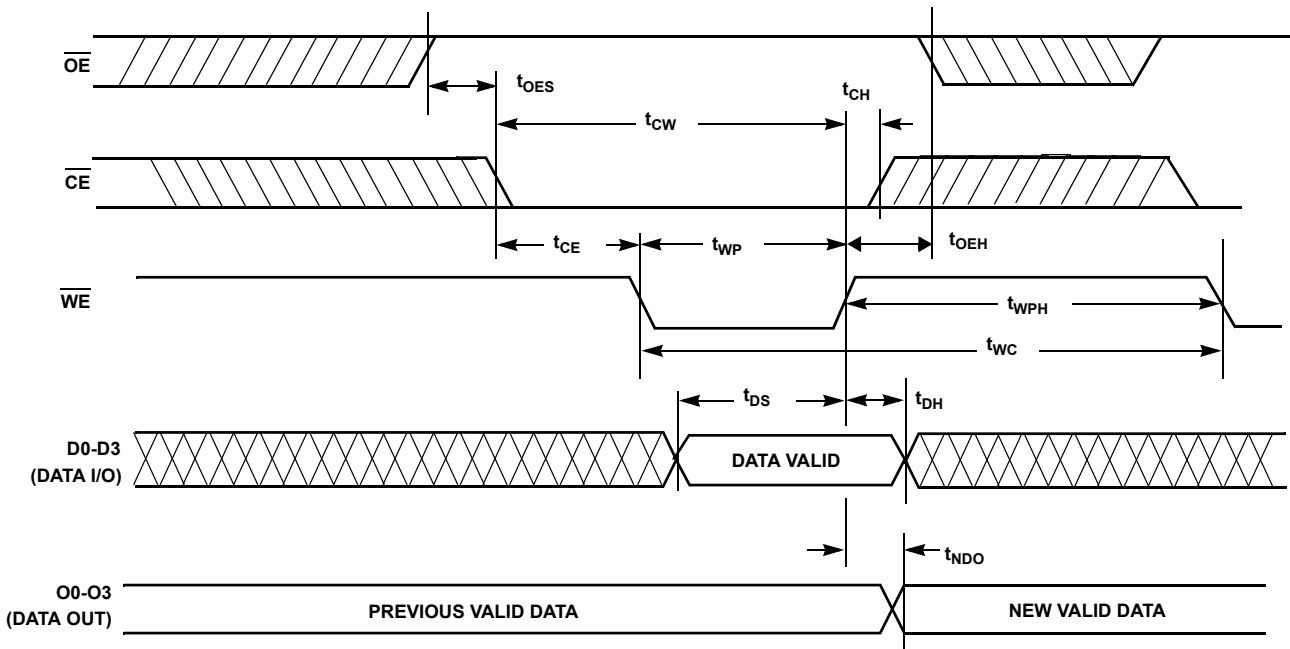 OE
tOES
tCH
tCW
CE
tCE
tWP
tOEH
WE
tWPH
tWC
tDS
tDH
D0-D3
(DATA I/O)
DATA VALID
tNDO
O0-O3
(DATA OUT)
PREVIOUS VALID DATA
NEW VALID DATA